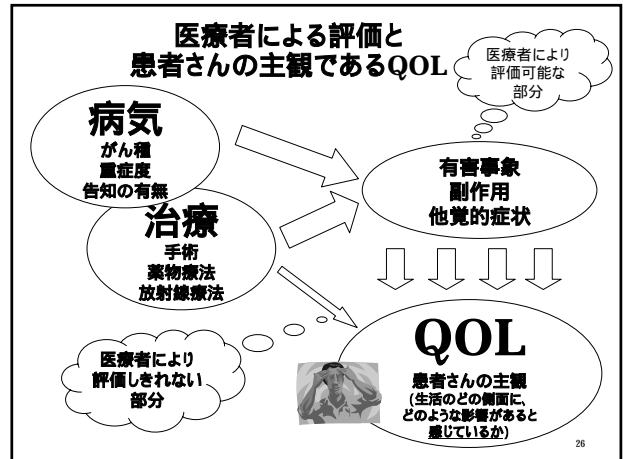 医療者による評価と
患者さんの主観であるQOL
医療者により
評価可能な
部分
病気
がん種
重症度
告知の有無
治療
手術
薬物療法
放射線療法
有害事象
副作用
他覚的症状
医療者により
評価しきれない
部分
QOL
患者さんの主観
(生活のどの側面に、
どのような影響があると
感じているか)
26